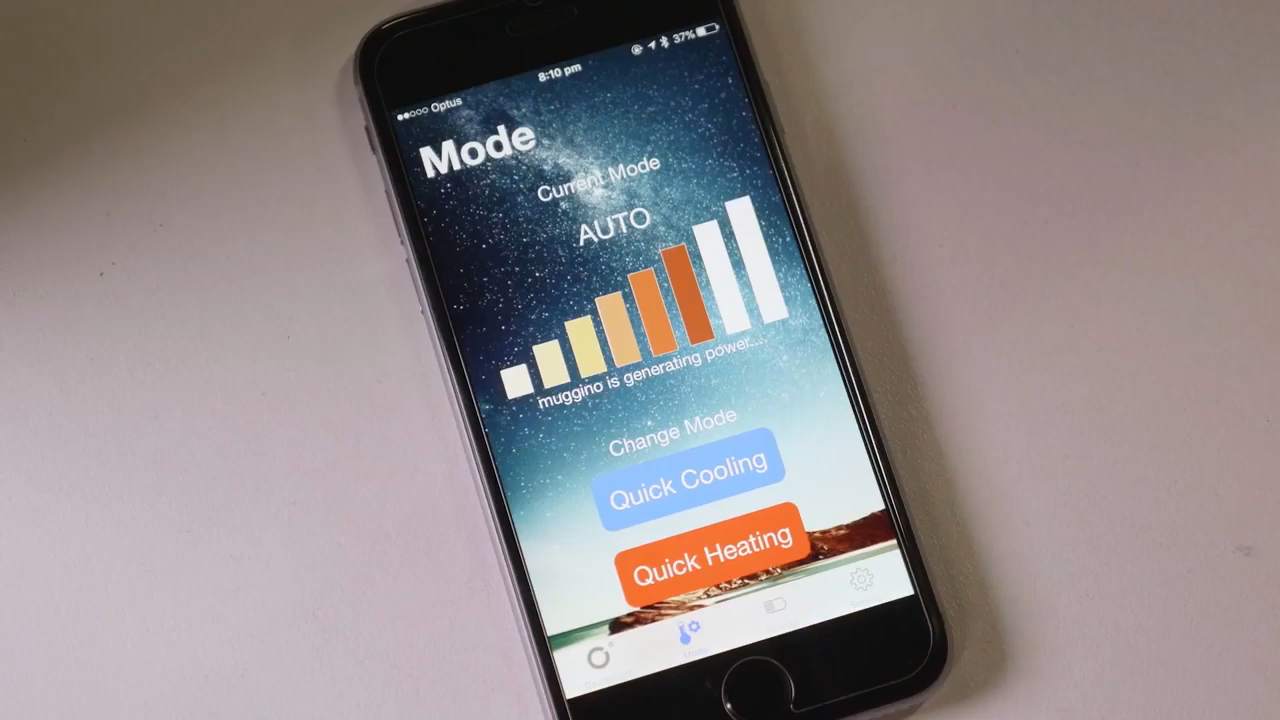 Optus 8:10 pm 37%
Mode
Current Mode
AUTO
muggino is generating power...
Change Mode
Quick Cooling
Quick Heating
Mode